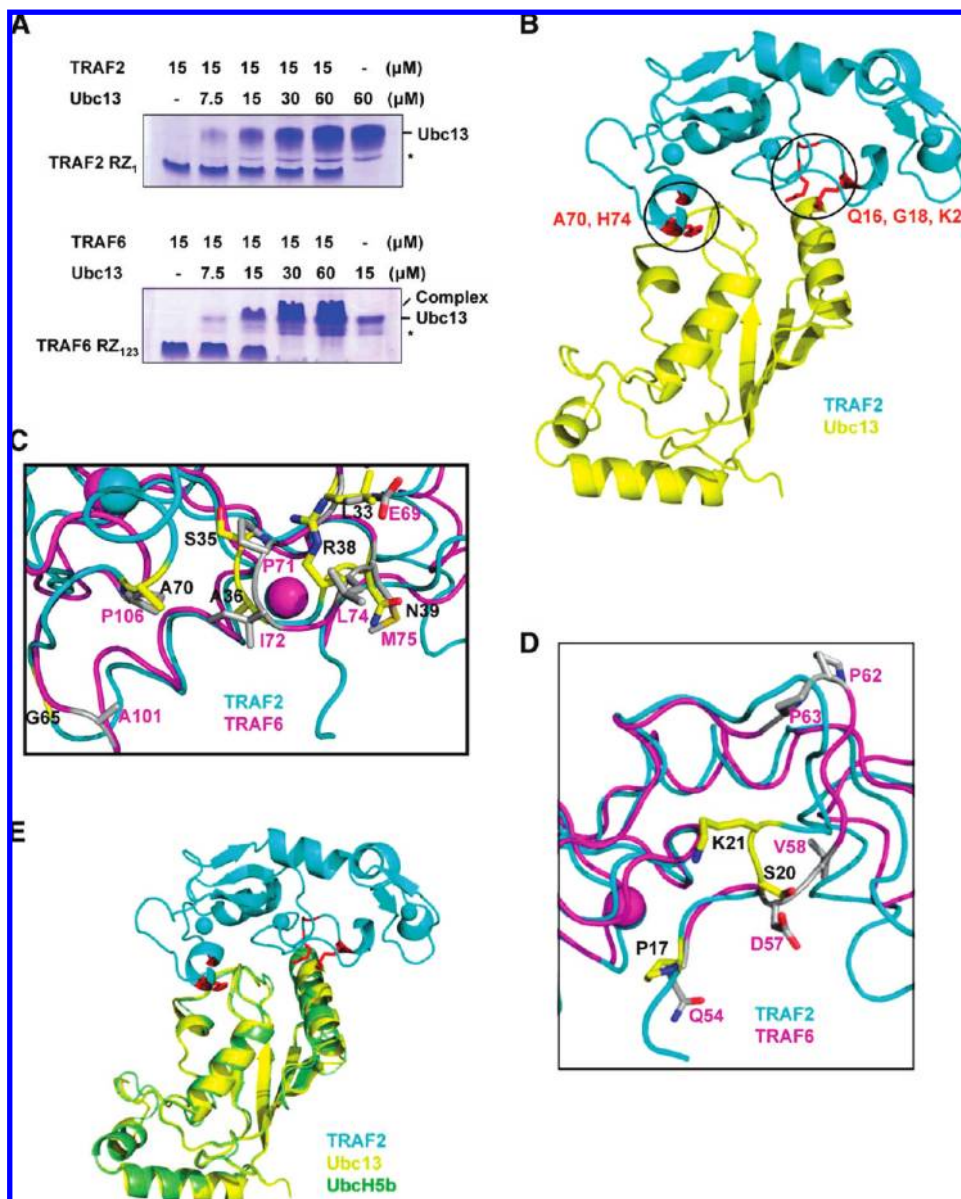 A
TRAF2 15 15 15 15 15 - (µM)
Ubc13 - 7.5 15 30 60 60 (µM)
Ubc13
*
TRAF2 RZ1
TRAF6 15 15 15 15 15 - (µM)
Ubc13 - 7.5 15 30 60 15 (µM)
Complex
Ubc13
*
TRAF6 RZ123
B
A70, H74
Q16, G18, K2
TRAF2
Ubc13
C
L33
E69
S35
P71
R38
A70
A36
P106
L74
N39
I72
M75
G65
A101
TRAF2
TRAF6
D
P62
P63
K21
V58
S20
D57
P17
Q54
TRAF2
TRAF6
E
TRAF2
Ubc13
UbcH5b